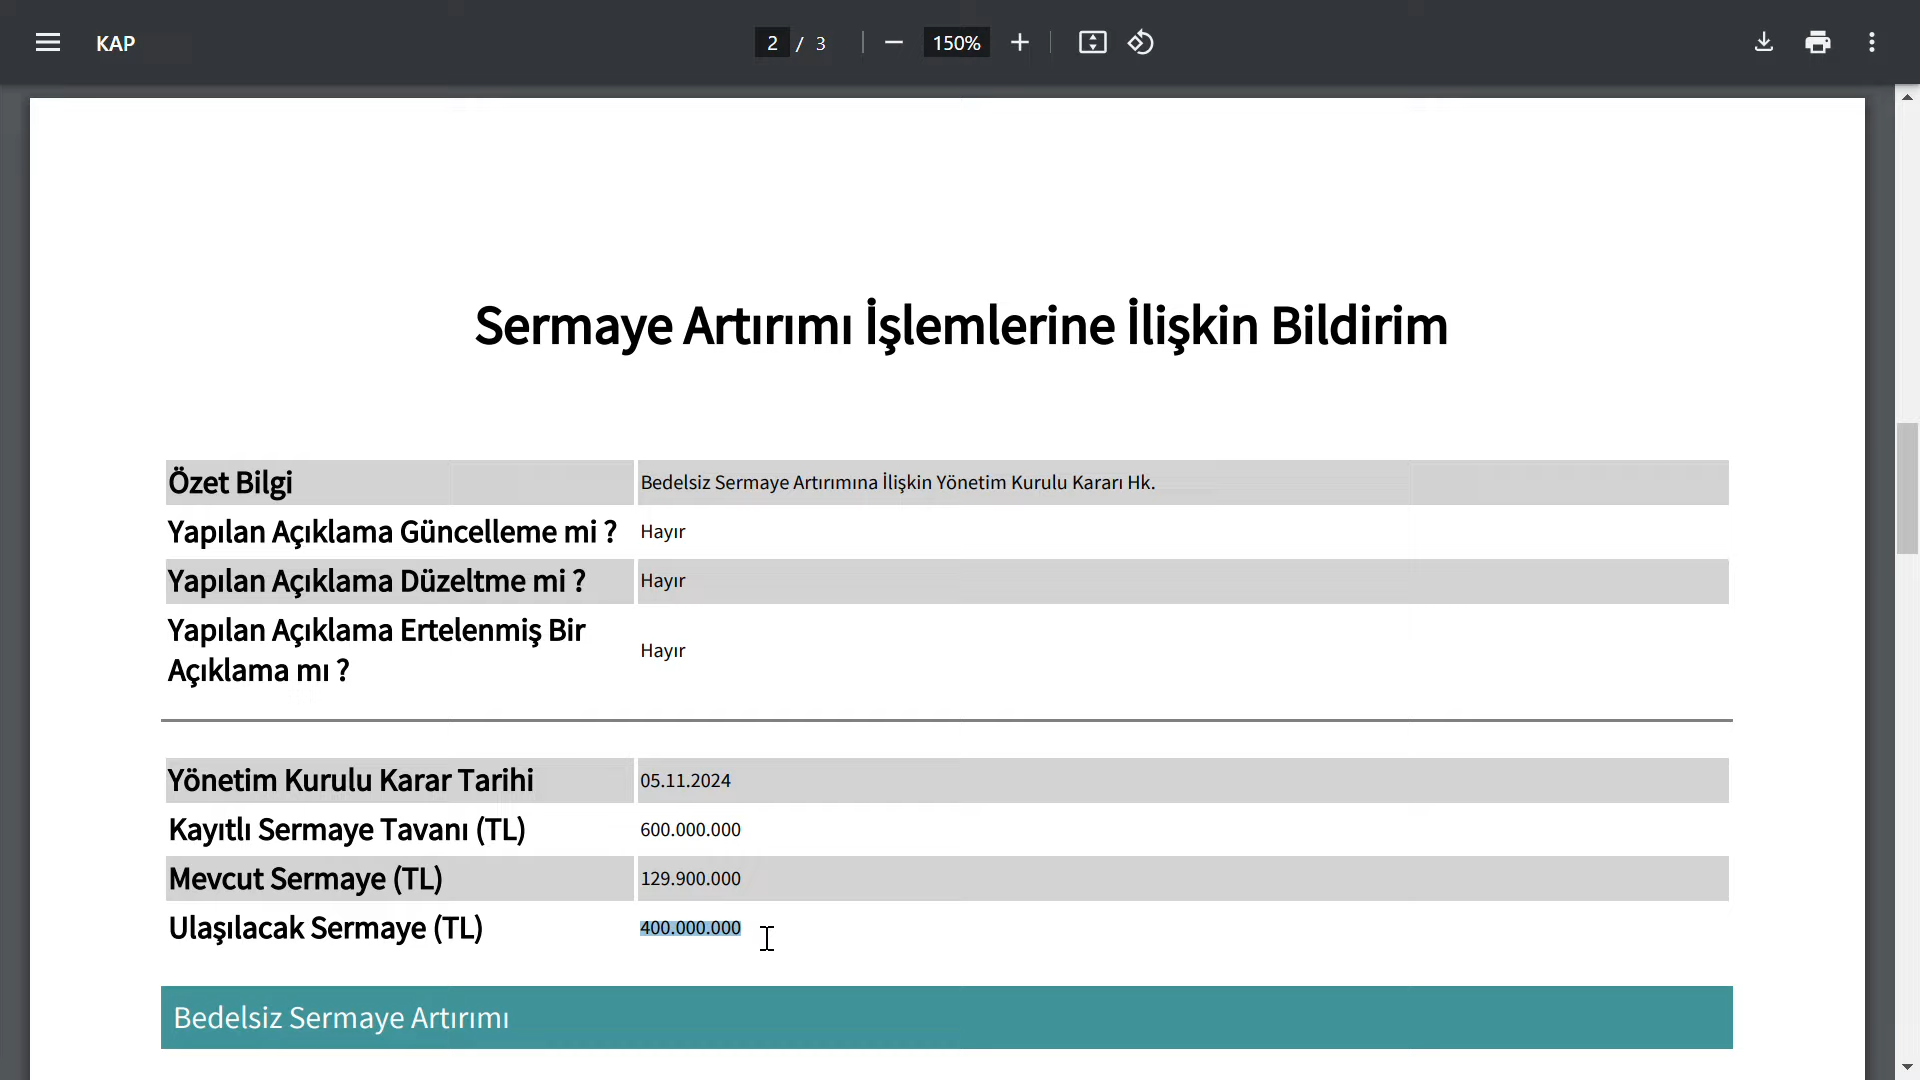 KAP
2 / 3
150%
Sermaye Artırımı İşlemlerine İlişkin Bildirim
Özet Bilgi
Bedelsiz Sermaye Artırımına İlişkin Yönetim Kurulu Kararı Hk.
Yapılan Açıklama Güncelleme mi ?
Hayır
Yapılan Açıklama Düzeltme mi ?
Hayır
Yapılan Açıklama Ertelenmiş Bir
Açıklama mı ?
Hayır
Yönetim Kurulu Karar Tarihi
05.11.2024
Kayıtlı Sermaye Tavanı (TL)
600.000.000
Mevcut Sermaye (TL)
129.900.000
Ulaşılacak Sermaye (TL)
400.000.000
Bedelsiz Sermaye Artırımı